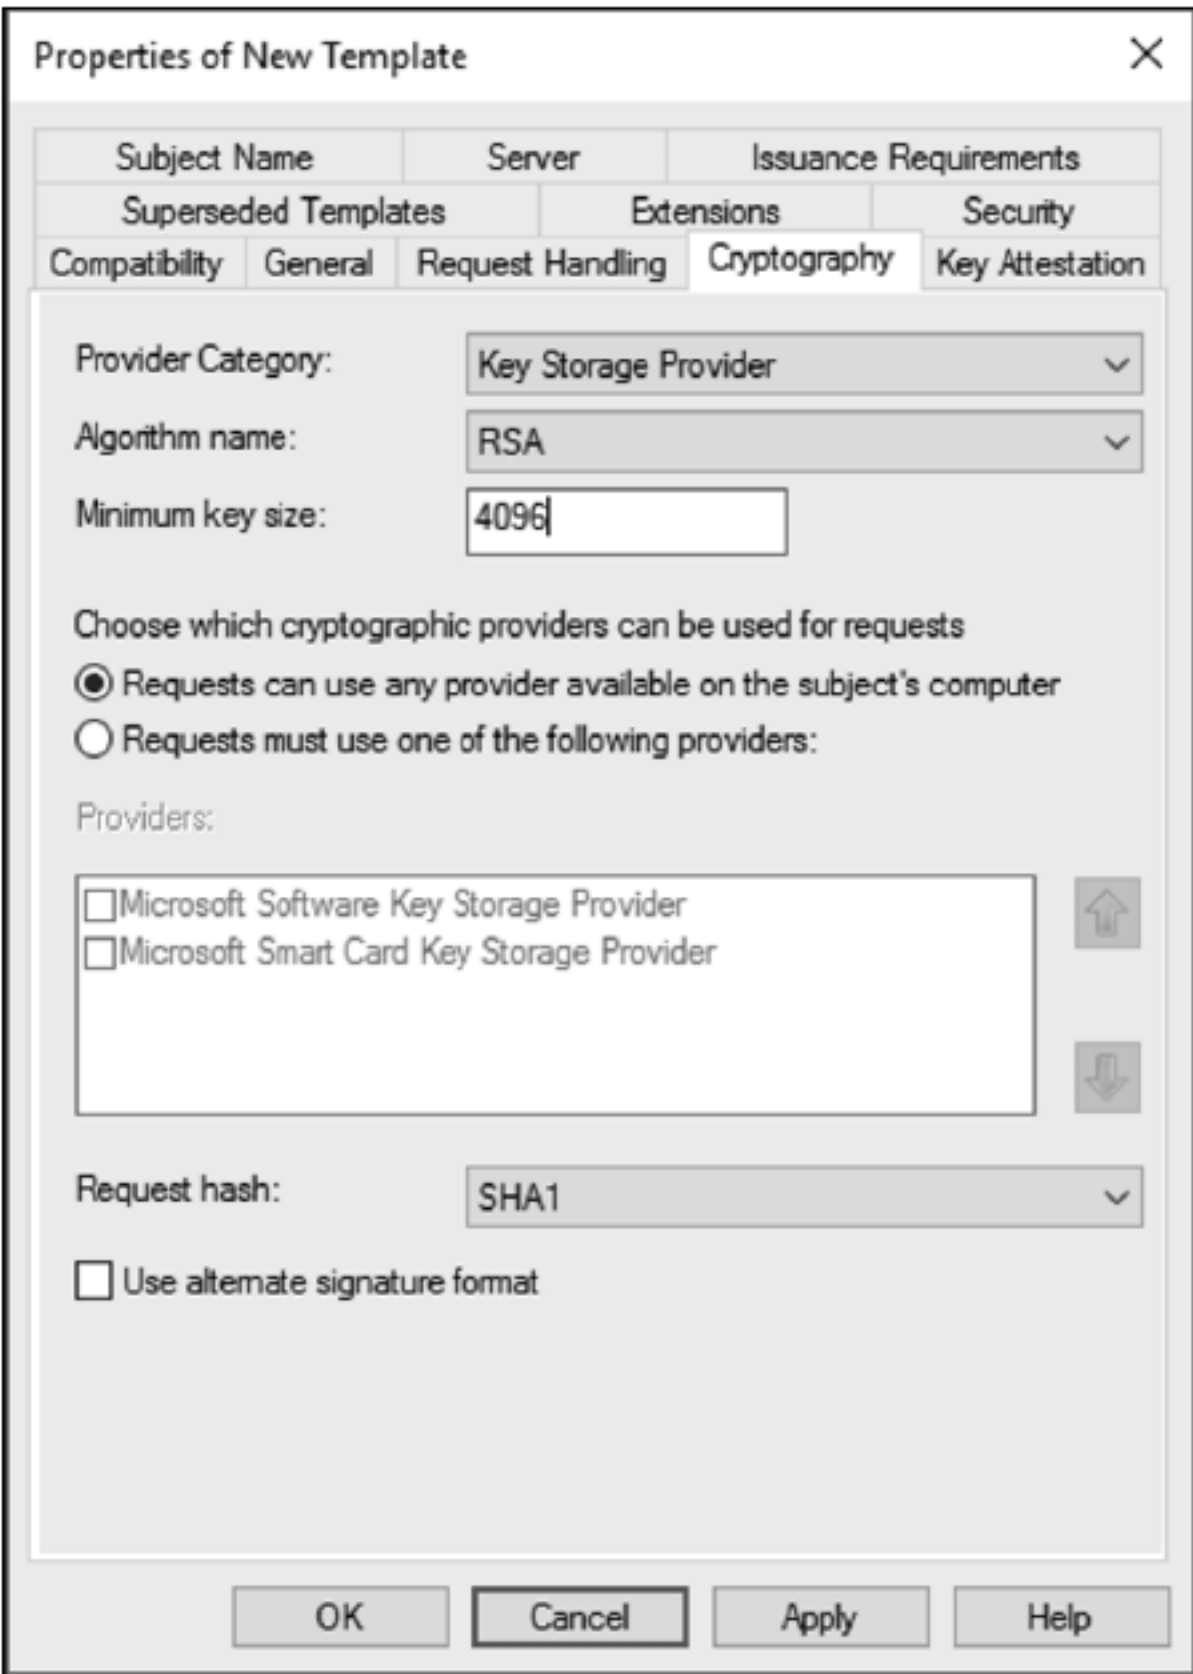 Properties of New Template
Subject Name Server Issuance Requirements
Superseded Templates Extensions Security
Compatibility General Request Handling Cryptography Key Attestation
Provider Category: Key Storage Provider
Algorithm name: RSA
Minimum key size: 4096
Choose which cryptographic providers can be used for requests
Requests can use any provider available on the subject's computer
Requests must use one of the following providers:
Providers:
Microsoft Software Key Storage Provider
Microsoft Smart Card Key Storage Provider
Request hash: SHA1
Use alternate signature format
OK Cancel Apply Help